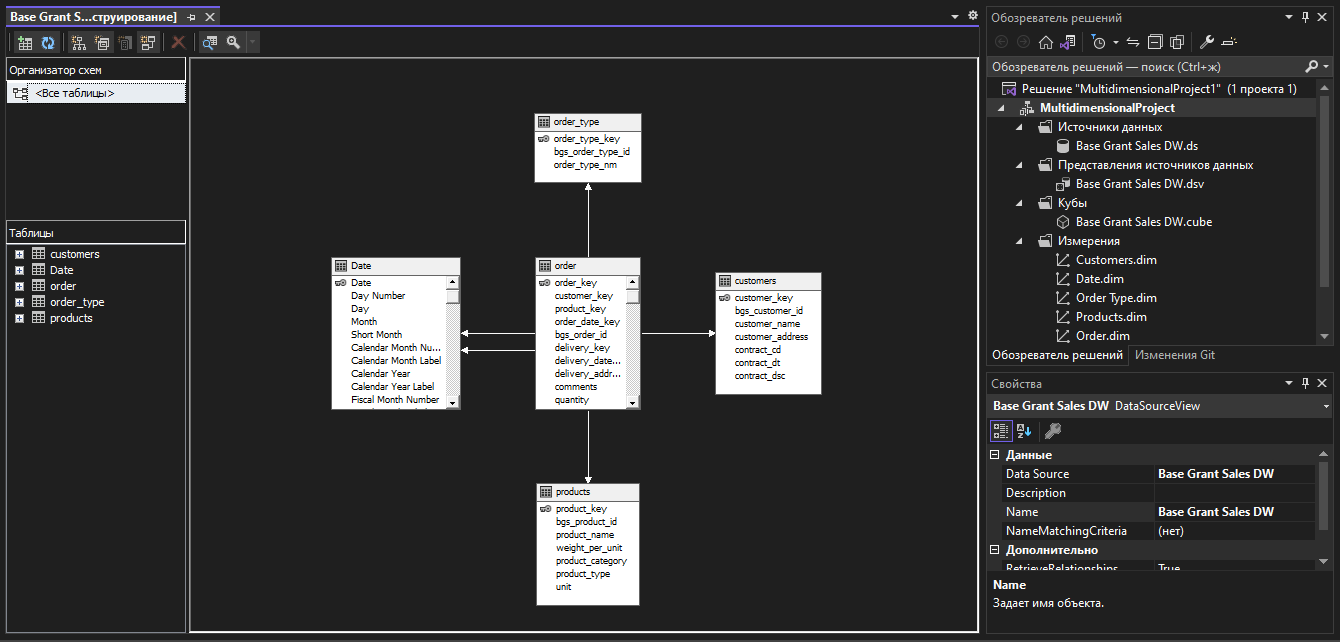 Base Grant S...струирование]
Организатор схем
<Все таблицы>
Таблицы
customers
Date
order
order_type
products
order_type
order_type_key
bgs_order_type_id
order_type_nm
Date
Date
Day Number
Day
Month
Short Month
Calendar Month Nu...
Calendar Month Label
Calendar Year
Calendar Year Label
Fiscal Month Number
order
order_key
customer_key
product_key
order_date_key
bgs_order_id
delivery_key
delivery_date...
delivery_addr...
comments
quantity
customers
customer_key
bgs_customer_id
customer_name
customer_address
contract_cd
contract_dt
contract_dsc
products
product_key
bgs_product_id
product_name
weight_per_unit
product_category
product_type
unit
Обозреватель решений
Обозреватель решений — поиск (Ctrl+ж)
Решение "MultidimensionalProject1" (1 проекта 1)
MultidimensionalProject
Источники данных
Base Grant Sales DW.ds
Представления источников данных
Base Grant Sales DW.dsv
Кубы
Base Grant Sales DW.cube
Измерения
Customers.dim
Date.dim
Order Type.dim
Products.dim
Order.dim
Обозреватель решений Изменения Git
Свойства
Base Grant Sales DW DataSourceView
Данные
Data Source Base Grant Sales DW
Description
Name Base Grant Sales DW
NameMatchingCriteria (нет)
Дополнительно
RetrieveRelationships True
Name
Задает имя объекта.